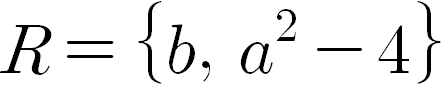 R = {b, a² − 4}